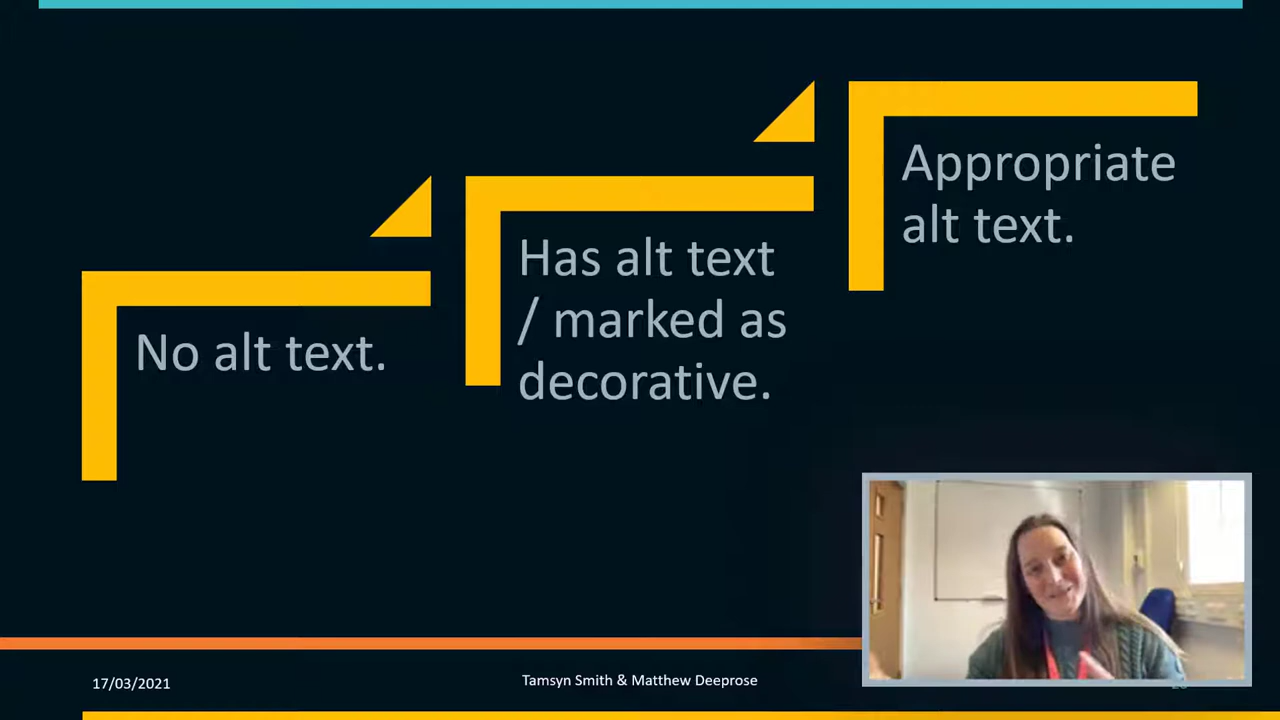 No alt text.
Has alt text
/ marked as
decorative.
Appropriate
alt text.
17/03/2021
Tamsyn Smith & Matthew Deeprose